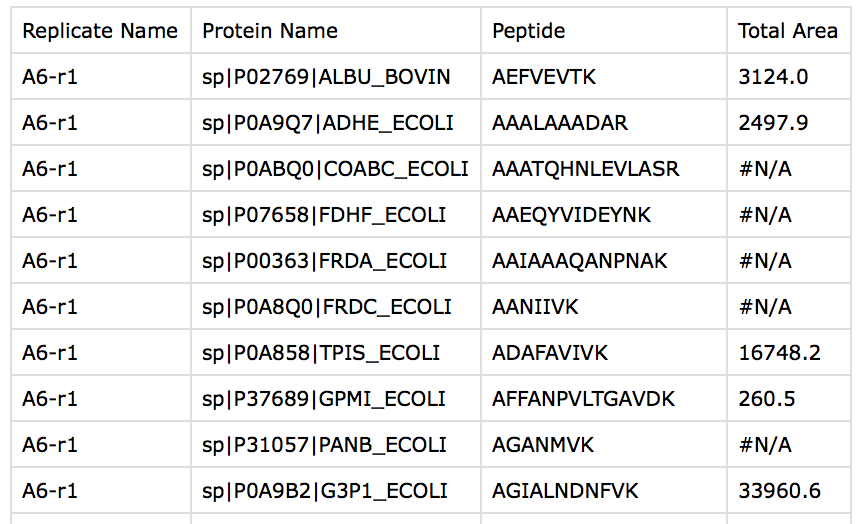 Replicate Name Protein Name Peptide Total Area
A6-r1 sp|P02769|ALBU_BOVIN AEFVEVTK 3124.0
A6-r1 sp|P0A9Q7|ADHE_ECOLI AAALAAADAR 2497.9
A6-r1 sp|P0ABQ0|COABC_ECOLI AAATQHNLEVLASR #N/A
A6-r1 sp|P07658|FDHF_ECOLI AAEQYVIDEYNK #N/A
A6-r1 sp|P00363|FRDA_ECOLI AAIAAAQANPNAK #N/A
A6-r1 sp|P0A8Q0|FRDC_ECOLI AANIIVK #N/A
A6-r1 sp|P0A858|TPIS_ECOLI ADAFAVIVK 16748.2
A6-r1 sp|P37689|GPMI_ECOLI AFFANPVLTGAVDK 260.5
A6-r1 sp|P31057|PANB_ECOLI AGANMVK #N/A
A6-r1 sp|P0A9B2|G3P1_ECOLI AGIALNDNFVK 33960.6